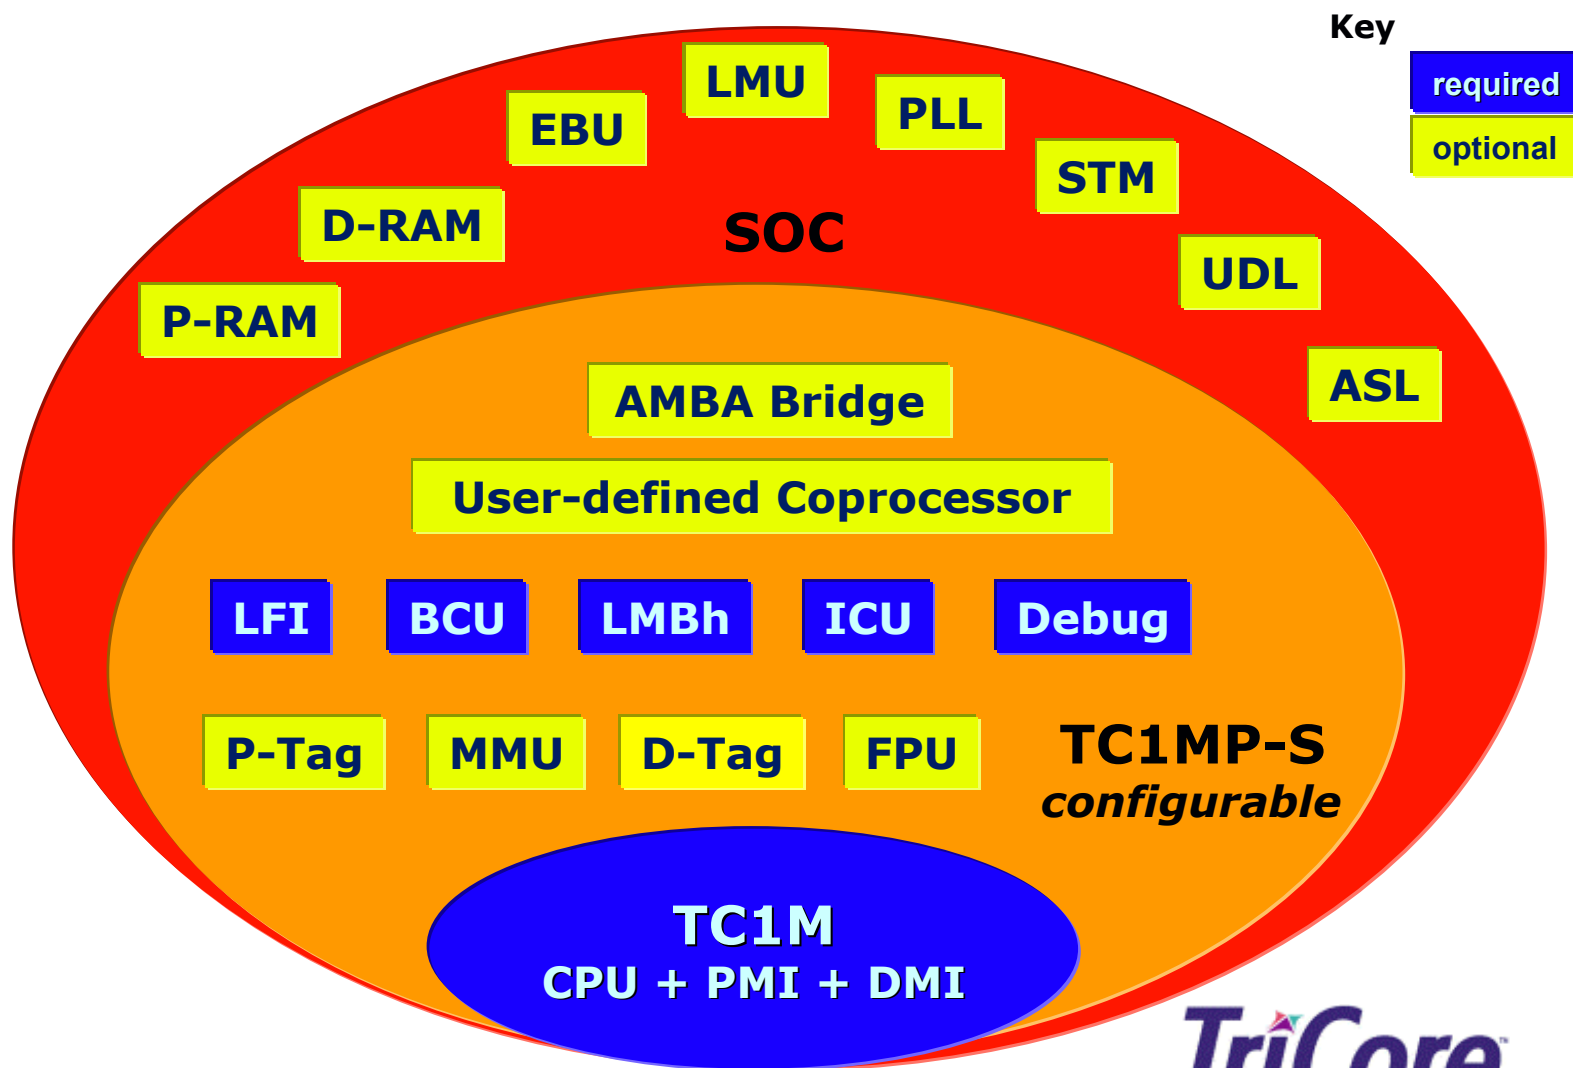 Key
required
optional
LMU
PLL
EBU
STM
D-RAM
SOC
UDL
P-RAM
ASL
AMBA Bridge
User-defined Coprocessor
LFI BCU LMBh ICU Debug
P-Tag MMU D-Tag FPU
TC1MP-S
configurable
TC1M
CPU + PMI + DMI
TriCore™